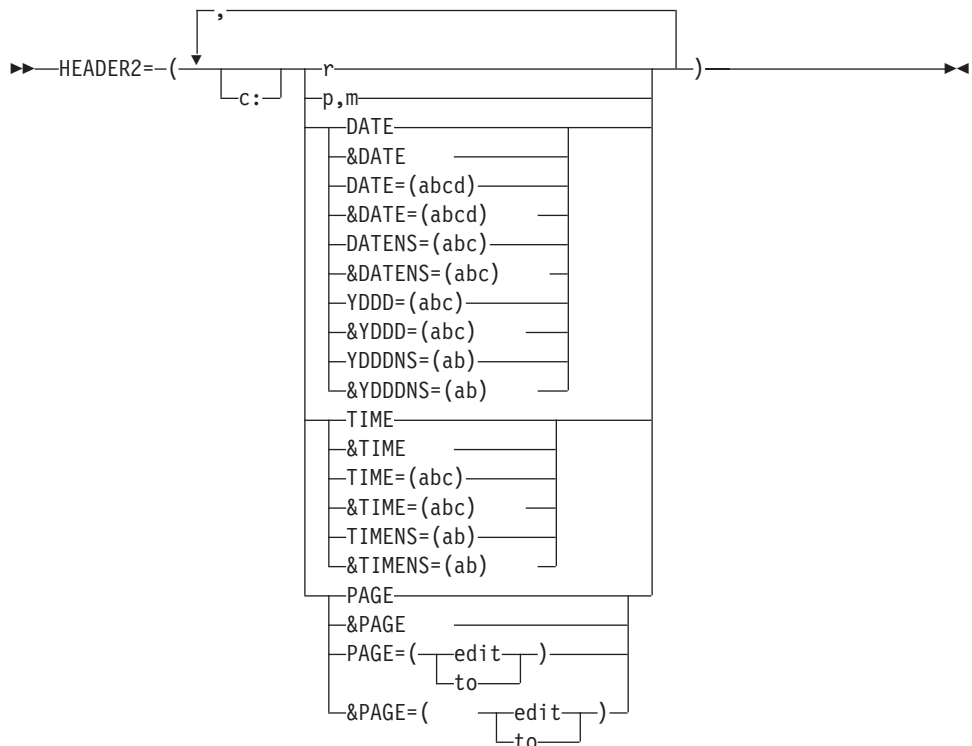 ,
HEADER2=(
r
)
c:
p,m
DATE
&DATE
DATE=(abcd)
&DATE=(abcd)
DATENS=(abc)
&DATENS=(abc)
YDDD=(abc)
&YDDD=(abc)
YDDDNS=(ab)
&YDDDNS=(ab)
TIME
&TIME
TIME=(abc)
&TIME=(abc)
TIMENS=(ab)
&TIMENS=(ab)
PAGE
&PAGE
PAGE=( edit )
to
&PAGE=( edit )
to